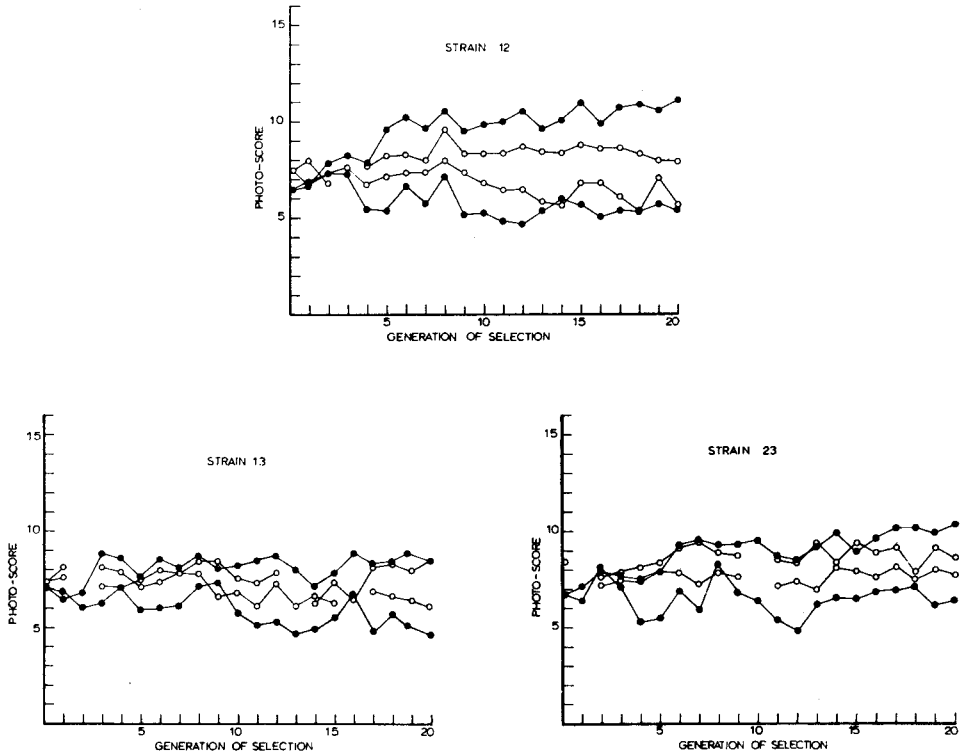 STRAIN 12
15
10
5
PHOTO-SCORE
5
10
15
20
GENERATION OF SELECTION
STRAIN 13
15
10
5
PHOTO-SCORE
5
10
15
20
GENERATION OF SELECTION
STRAIN 23
15
10
5
PHOTO-SCORE
5
10
15
20
GENERATION OF SELECTION